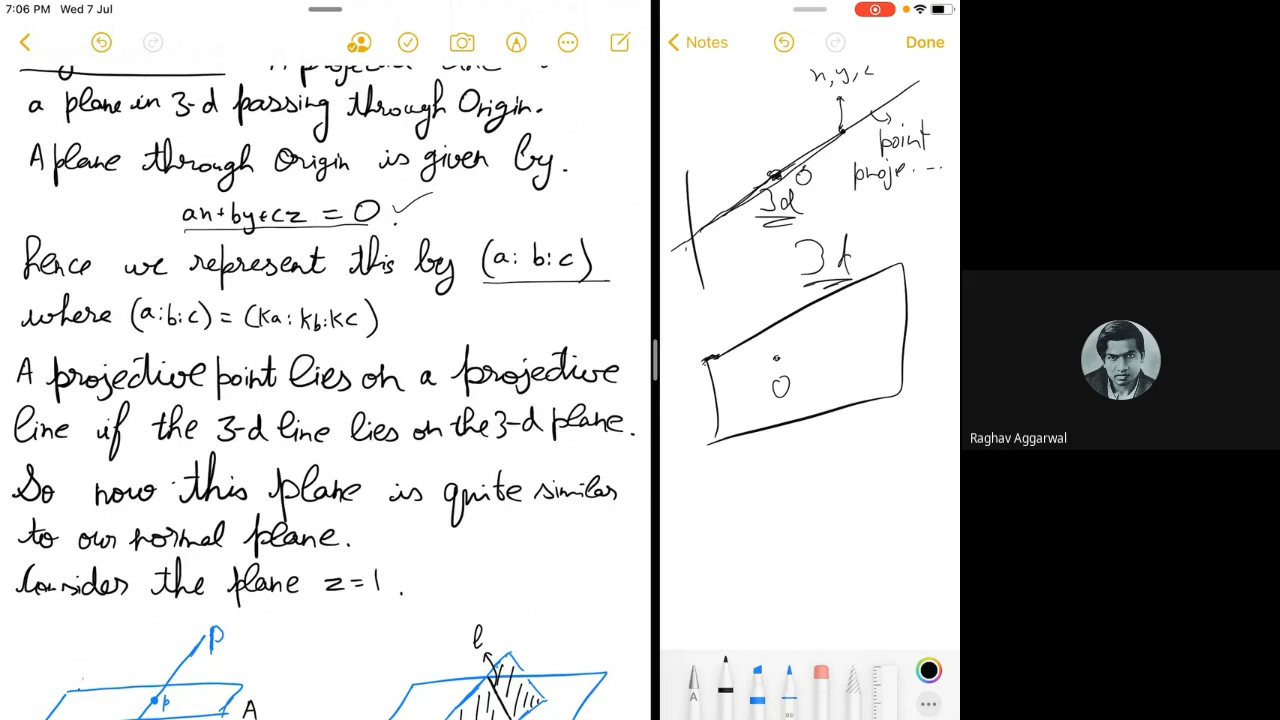 7:06 PM Wed 7 Jul
a plane in 3-d passing through Origin.
A plane through Origin is given by.
ax+by+cz = 0
hence we represent this by (a: b: c)
where (a:b:c) = (Ka: Kb: KC)
A projective point lies on a projective
line if the 3-d line lies on the 3-d plane.
So now this plane is quite similar
to our normal plane.
Consider the plane z=1.
P
p
A
l
Notes
Done
x, y, z
point
proje. ...
O
3d
3d
O
A
Raghav Aggarwal